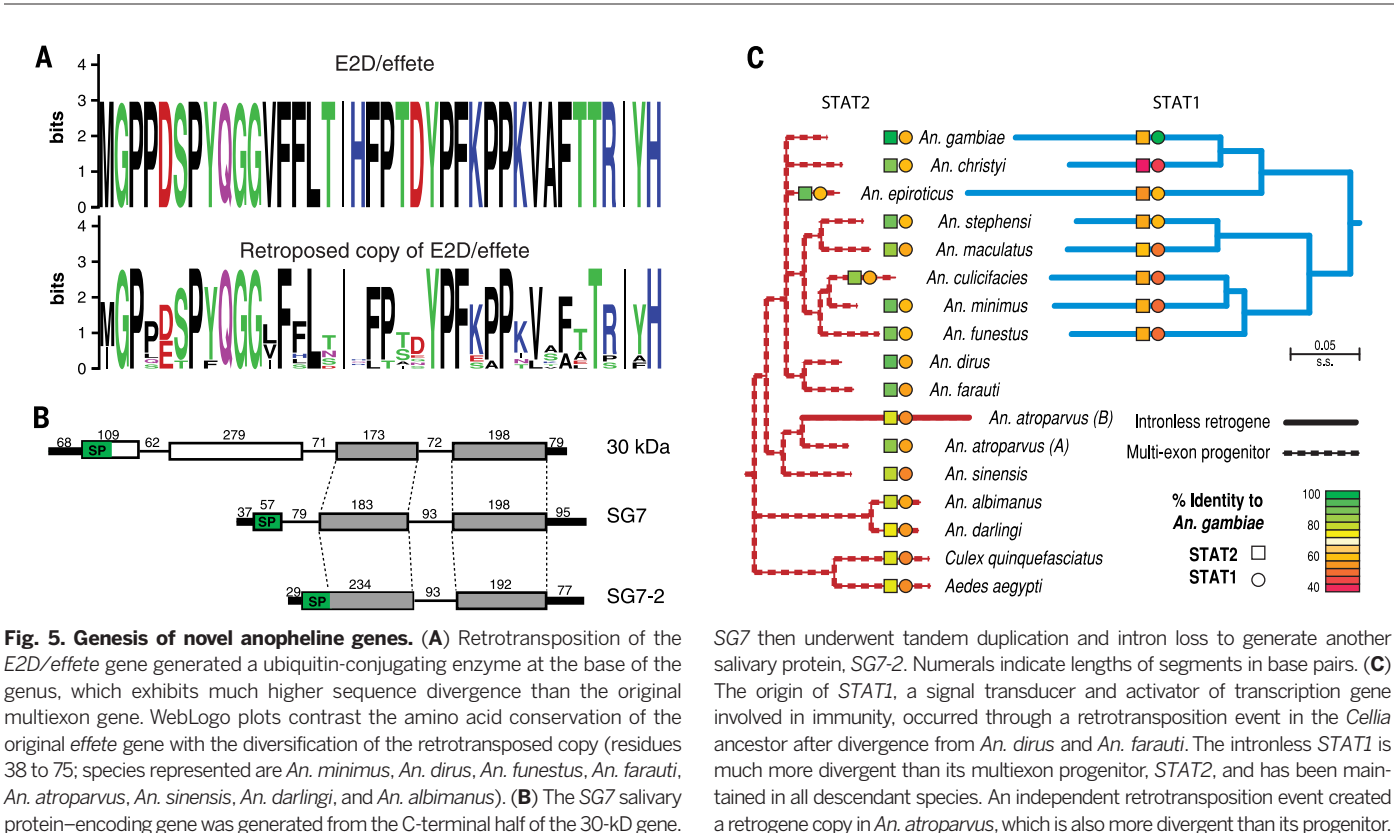 A
E2D/effete
4
3
2
1
0
bits
MGPPDSPYQGGVFFLTIHFPTDYPFKPPKVAFTTRIYH
Retroposed copy of E2D/effete
4
3
2
1
0
bits
B
68 109 62 279 71 173 72 198 79
SP
30 kDa
37 57 79 183 93 198 95
SP
SG7
29 234 93 192 77
SP
SG7-2
C
STAT2 STAT1
An. gambiae
An. christyi
An. epiroticus
An. stephensi
An. maculatus
An. culicifacies
An. minimus
An. funestus
An. dirus
An. farauti
An. atroparvus (B)
An. atroparvus (A)
An. sinensis
An. albimanus
An. darlingi
Culex quinquefasciatus
Aedes aegypti
0.05
s.s.
Intronless retrogene
Multi-exon progenitor
% Identity to
An. gambiae
STAT2
STAT1
100
80
60
40
Fig. 5. Genesis of novel anopheline genes. (A) Retrotransposition of the
E2D/effete gene generated a ubiquitin-conjugating enzyme at the base of the
genus, which exhibits much higher sequence divergence than the original
multiexon gene. WebLogo plots contrast the amino acid conservation of the
original effete gene with the diversification of the retrotransposed copy (residues
38 to 75; species represented are An. minimus, An. dirus, An. funestus, An. farauti,
An. atroparvus, An. sinensis, An. darlingi, and An. albimanus). (B) The SG7 salivary
protein–encoding gene was generated from the C-terminal half of the 30-kD gene.
SG7 then underwent tandem duplication and intron loss to generate another
salivary protein, SG7-2. Numerals indicate lengths of segments in base pairs. (C)
The origin of STAT1, a signal transducer and activator of transcription gene
involved in immunity, occurred through a retrotransposition event in the Cellia
ancestor after divergence from An. dirus and An. farauti. The intronless STAT1 is
much more divergent than its multiexon progenitor, STAT2, and has been main-
tained in all descendant species. An independent retrotransposition event created
a retrogene copy in An. atroparvus, which is also more divergent than its progenitor.